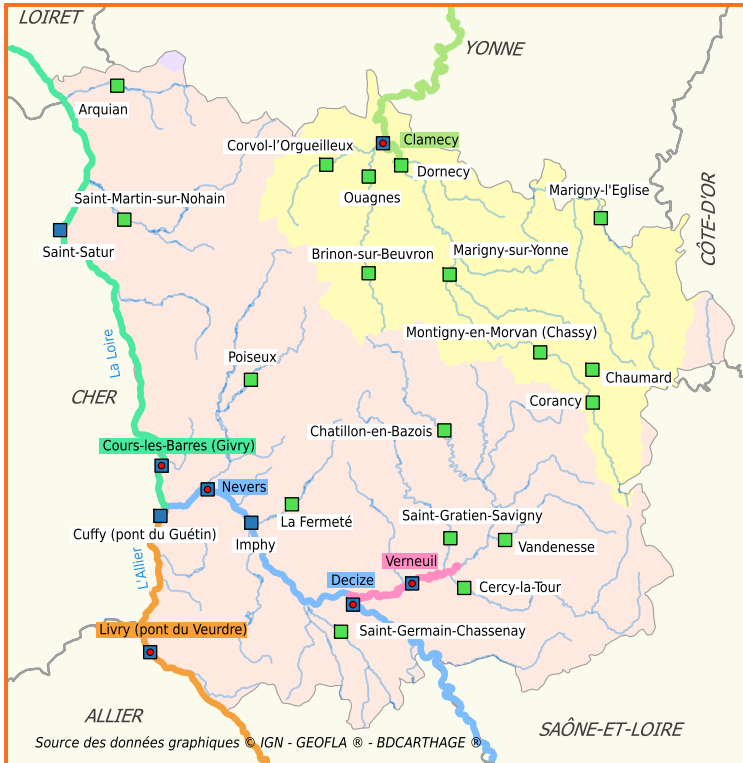 LOIRET
YONNE
Arquian
Clamecy
Corvol-l'Orgueilleux
Dornecy
Ouagnes
Marigny-l'Eglise
Saint-Martin-sur-Nohain
CÔTE-D'OR
Saint-Satur
Brinon-sur-Beuvron
Marigny-sur-Yonne
La Loire
Montigny-en-Morvan (Chassy)
Poiseux
Chaumard
CHER
Corancy
Chatillon-en-Bazois
Cours-les-Barres (Givry)
Nevers
La Fermeté
Saint-Gratien-Savigny
Cuffy (pont du Guétin)
Imphy
Vandenesse
L'Allier
Verneuil
Decize
Cercy-la-Tour
Livry (pont du Veurdre)
Saint-Germain-Chassenay
ALLIER
SAÔNE-ET-LOIRE
Source des données graphiques © IGN - GEOFLA ® - BDCARTHAGE ®